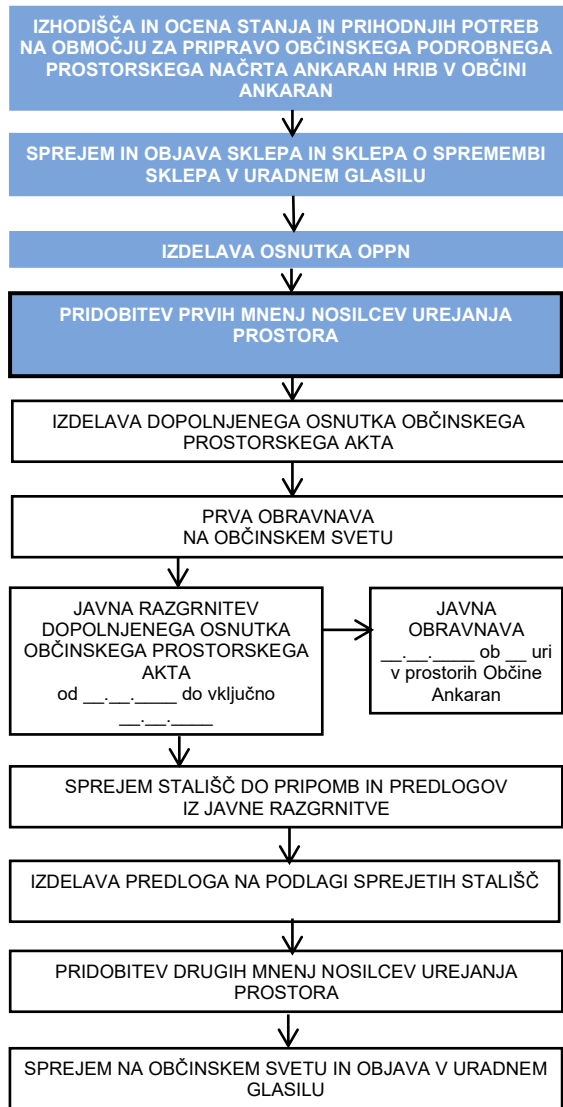 IZHODIŠČA IN OCENA STANJA IN PRIHODNJIH POTREB
NA OBMOČJU ZA PRIPRAVO OBČINSKEGA PODROBNEGA
PROSTORSKEGA NAČRTA ANKARAN HRIB V OBČINI
ANKARAN
SPREJEM IN OBJAVA SKLEPA IN SKLEPA O SPREMEMBI
SKLEPA V URADNEM GLASILU
IZDELAVA OSNUTKA OPPN
PRIDOBITEV PRVIH MNENJ NOSILCEV UREJANJA
PROSTORA
IZDELAVA DOPOLNJENEGA OSNUTKA OBČINSKEGA
PROSTORSKEGA AKTA
PRVA OBRAVNAVA
NA OBČINSKEM SVETU
JAVNA RAZGRNITEV
DOPOLNJENEGA OSNUTKA
OBČINSKEGA PROSTORSKEGA
AKTA
od __.__.____ do vključno
__.__.____
JAVNA
OBRAVNAVA
__.__.____ ob __ uri
v prostorih Občine
Ankaran
SPREJEM STALIŠČ DO PRIPOMB IN PREDLOGOV
IZ JAVNE RAZGRNITVE
IZDELAVA PREDLOGA NA PODLAGI SPREJETIH STALIŠČ
PRIDOBITEV DRUGIH MNENJ NOSILCEV UREJANJA
PROSTORA
SPREJEM NA OBČINSKEM SVETU IN OBJAVA V URADNEM
GLASILU